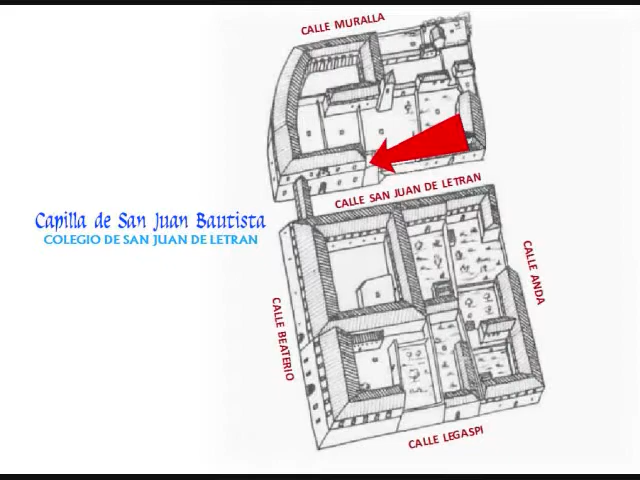 CALLE MURALLA
CALLE SAN JUAN DE LETRAN
Capilla de San Juan Bautista
COLEGIO DE SAN JUAN DE LETRAN
CALLE ANDA
CALLE BEATERIO
CALLE LEGASPI